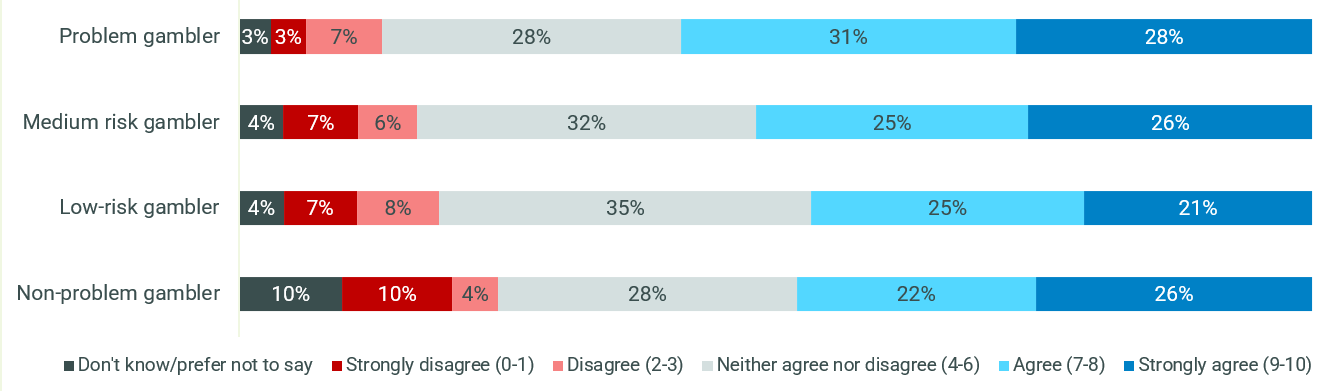 Problem gambler 3% 3% 7% 28% 31% 28%
Medium risk gambler 4% 7% 6% 32% 25% 26%
Low-risk gambler 4% 7% 8% 35% 25% 21%
Non-problem gambler 10% 10% 4% 28% 22% 26%
Don't know/prefer not to say Strongly disagree (0-1) Disagree (2-3) Neither agree nor disagree (4-6) Agree (7-8) Strongly agree (9-10)